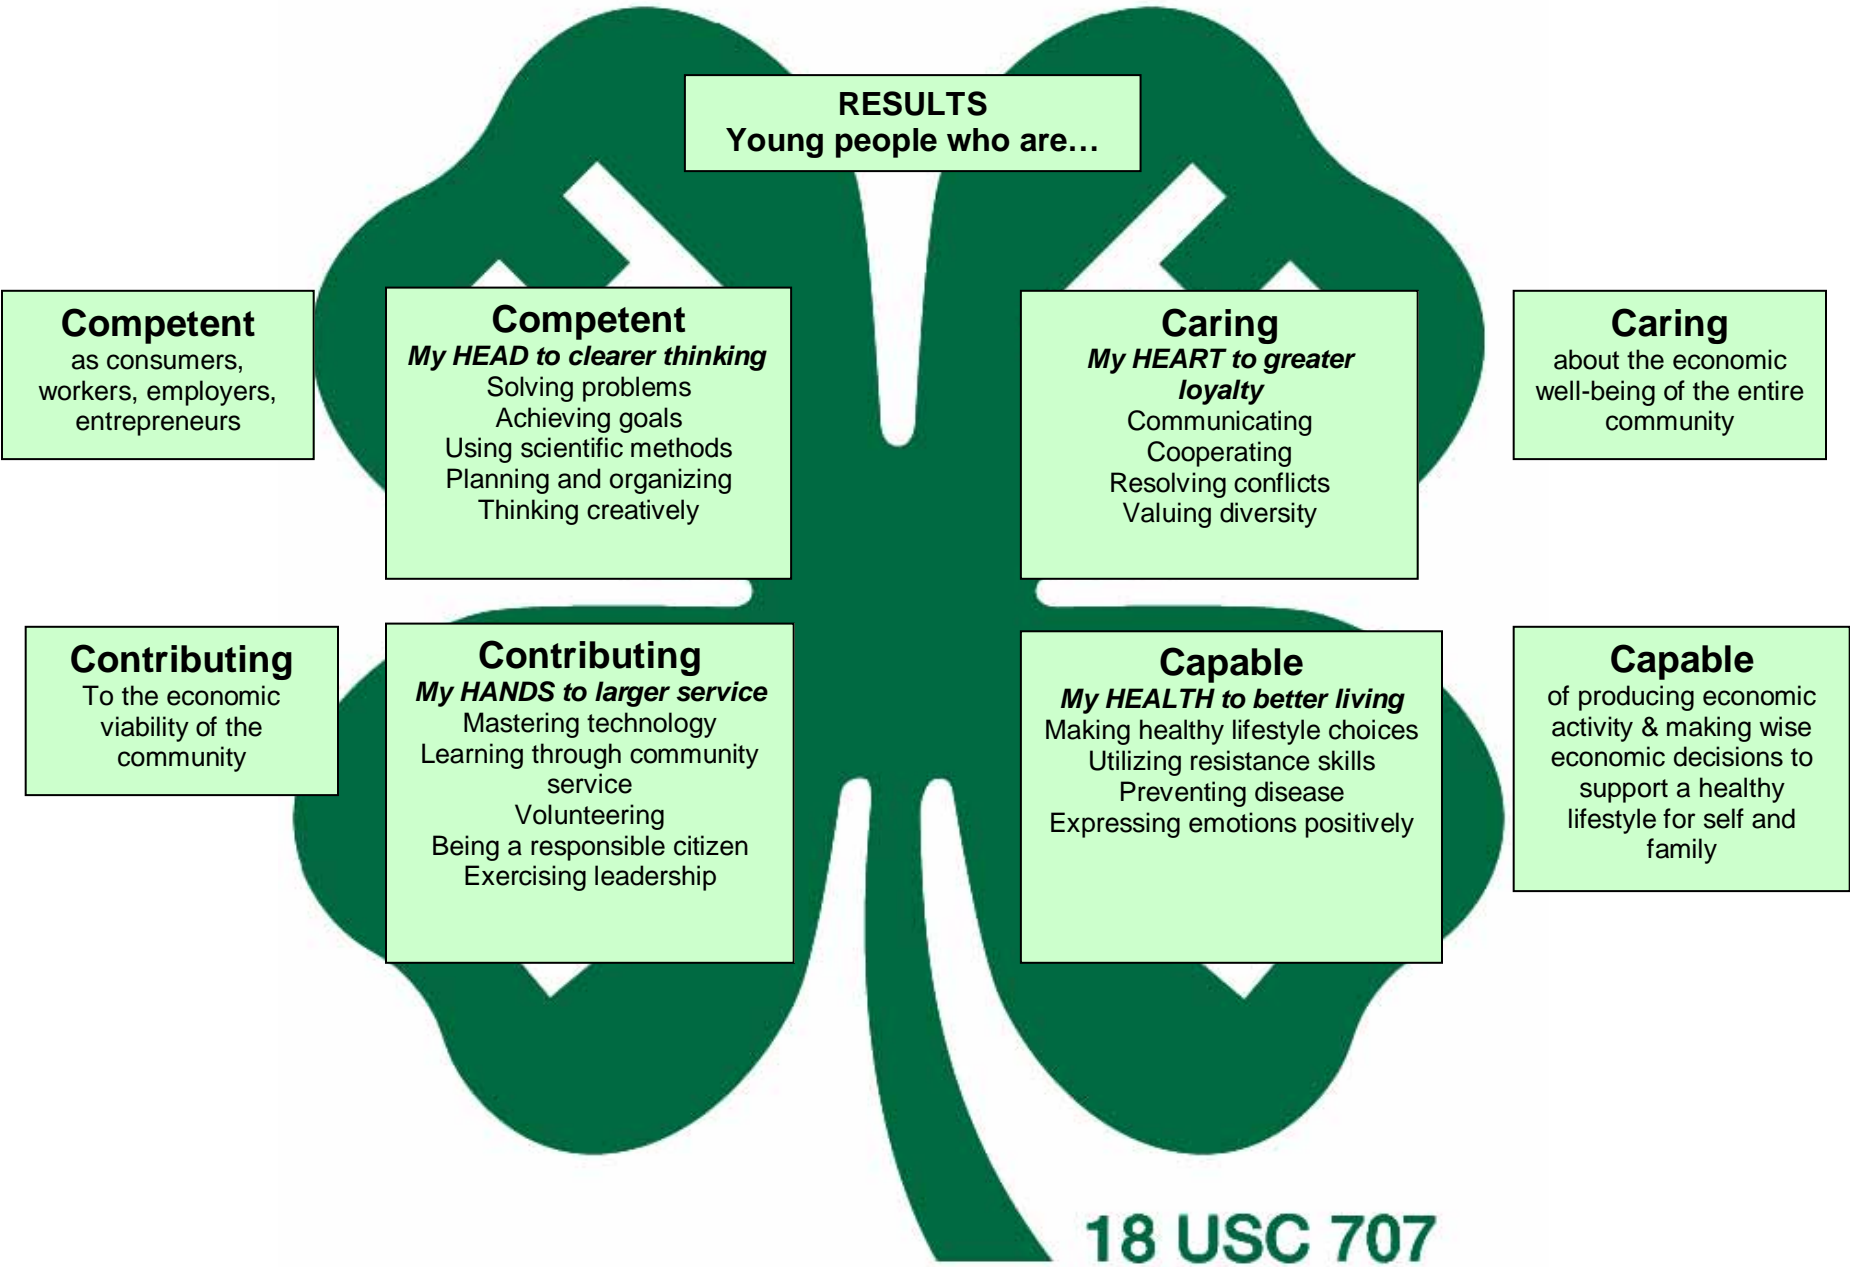 RESULTS
Young people who are…
Competent
as consumers,
workers, employers,
entrepreneurs
Competent
My HEAD to clearer thinking
Solving problems
Achieving goals
Using scientific methods
Planning and organizing
Thinking creatively
Caring
My HEART to greater
loyalty
Communicating
Cooperating
Resolving conflicts
Valuing diversity
Caring
about the economic
well-being of the entire
community
Contributing
To the economic
viability of the
community
Contributing
My HANDS to larger service
Mastering technology
Learning through community
service
Volunteering
Being a responsible citizen
Exercising leadership
Capable
My HEALTH to better living
Making healthy lifestyle choices
Utilizing resistance skills
Preventing disease
Expressing emotions positively
Capable
of producing economic
activity & making wise
economic decisions to
support a healthy
lifestyle for self and
family
18 USC 707